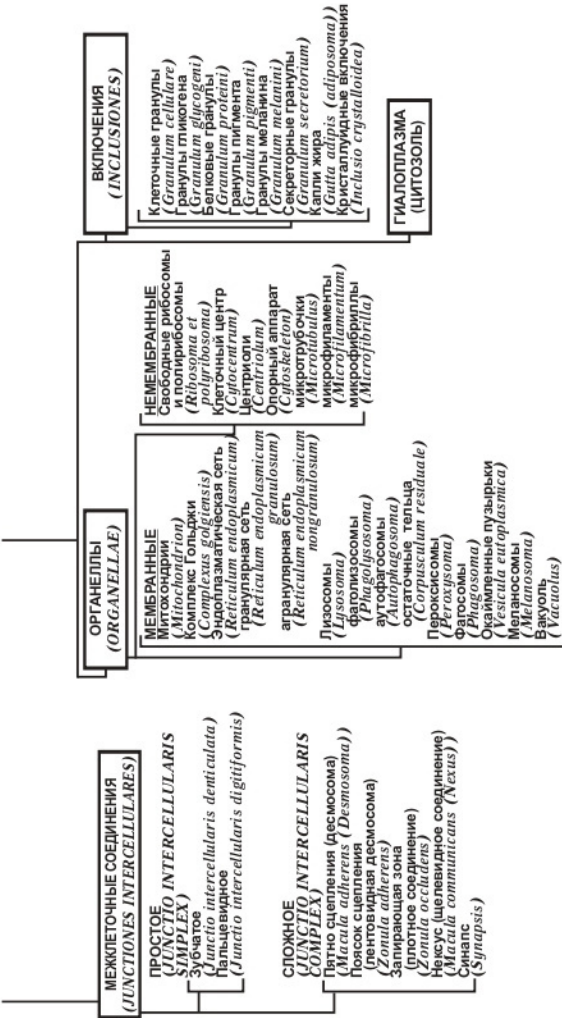 МЕЖКЛЕТОЧНЫЕ СОЕДИНЕНИЯ
(JUNCTIONES INTERCELLULARES)
ПРОСТОЕ
(JUNCTIO INTERCELLULARIS
SIMPLEX)
Зубчатое
(Junctio intercellularis denticulata)
Пальцевидное
(Junctio intercellularis digitiformis)
СЛОЖНОЕ
(JUNCTIO INTERCELLULARIS
COMPLEX)
Пятно сцепления (десмосома)
(Macula adherens (Desmosoma))
Поясок сцепления
(лентовидная десмосома)
(Zonula adherens)
Запирающая зона
(плотное соединение)
(Zonula occludens)
Нексус (щелевидное соединение)
(Macula communicans (Nexus))
Синапс
(Synapsis)
ОРГАНЕЛЛЫ
(ORGANELLAE)
МЕМБРАННЫЕ
Митохондрии
(Mitochondrion)
Комплекс Гольджи
(Complexus golgiensis)
Эндоплазматическая сеть
(Reticulum endoplasmicum)
гранулярная сеть
(Reticulum endoplasmicum
granulosum)
агранулярная сеть
(Reticulum endoplasmicum
nongranulosum)
Лизосомы
(Lysosoma)
фаголизосомы
(Phagolysosoma)
аутофагосомы
(Autophagosoma)
остаточные тельца
(Corpusculum residuale)
Пероксисомы
(Peroxysoma)
Фагосомы
(Phagosoma)
Окаймленные пузырьки
(Vesicula eutoplasmica)
Меланосомы
(Melanosoma)
Вакуоль
(Vacuolus)
НЕМЕМБРАННЫЕ
Свободные рибосомы
и полирибосомы
(Ribosoma et
polyribosoma)
Клеточный центр
(Cytocentrum)
Центриоли
(Centriolum)
Опорный аппарат
(Cytoskeleton)
микротрубочки
(Microtubulus)
микрофиламенты
(Microfilamentum)
микрофибриллы
(Microfibrilla)
ВКЛЮЧЕНИЯ
(INCLUSIONES)
Клеточные гранулы
(Granulum cellulare)
Гранулы гликогена
(Granulum glycogeni)
Белковые гранулы
(Granulum proteini)
Гранулы пигмента
(Granulum pigmenti)
Гранулы меланина
(Granulum melanini)
Секреторные гранулы
(Granulum secretorium)
Капли жира
(Gutta adipis (adiposoma))
Кристаллуидные включения
(Inclusio crystalloidea)
ГИАЛОПЛАЗМА
(ЦИТОЗОЛЬ)